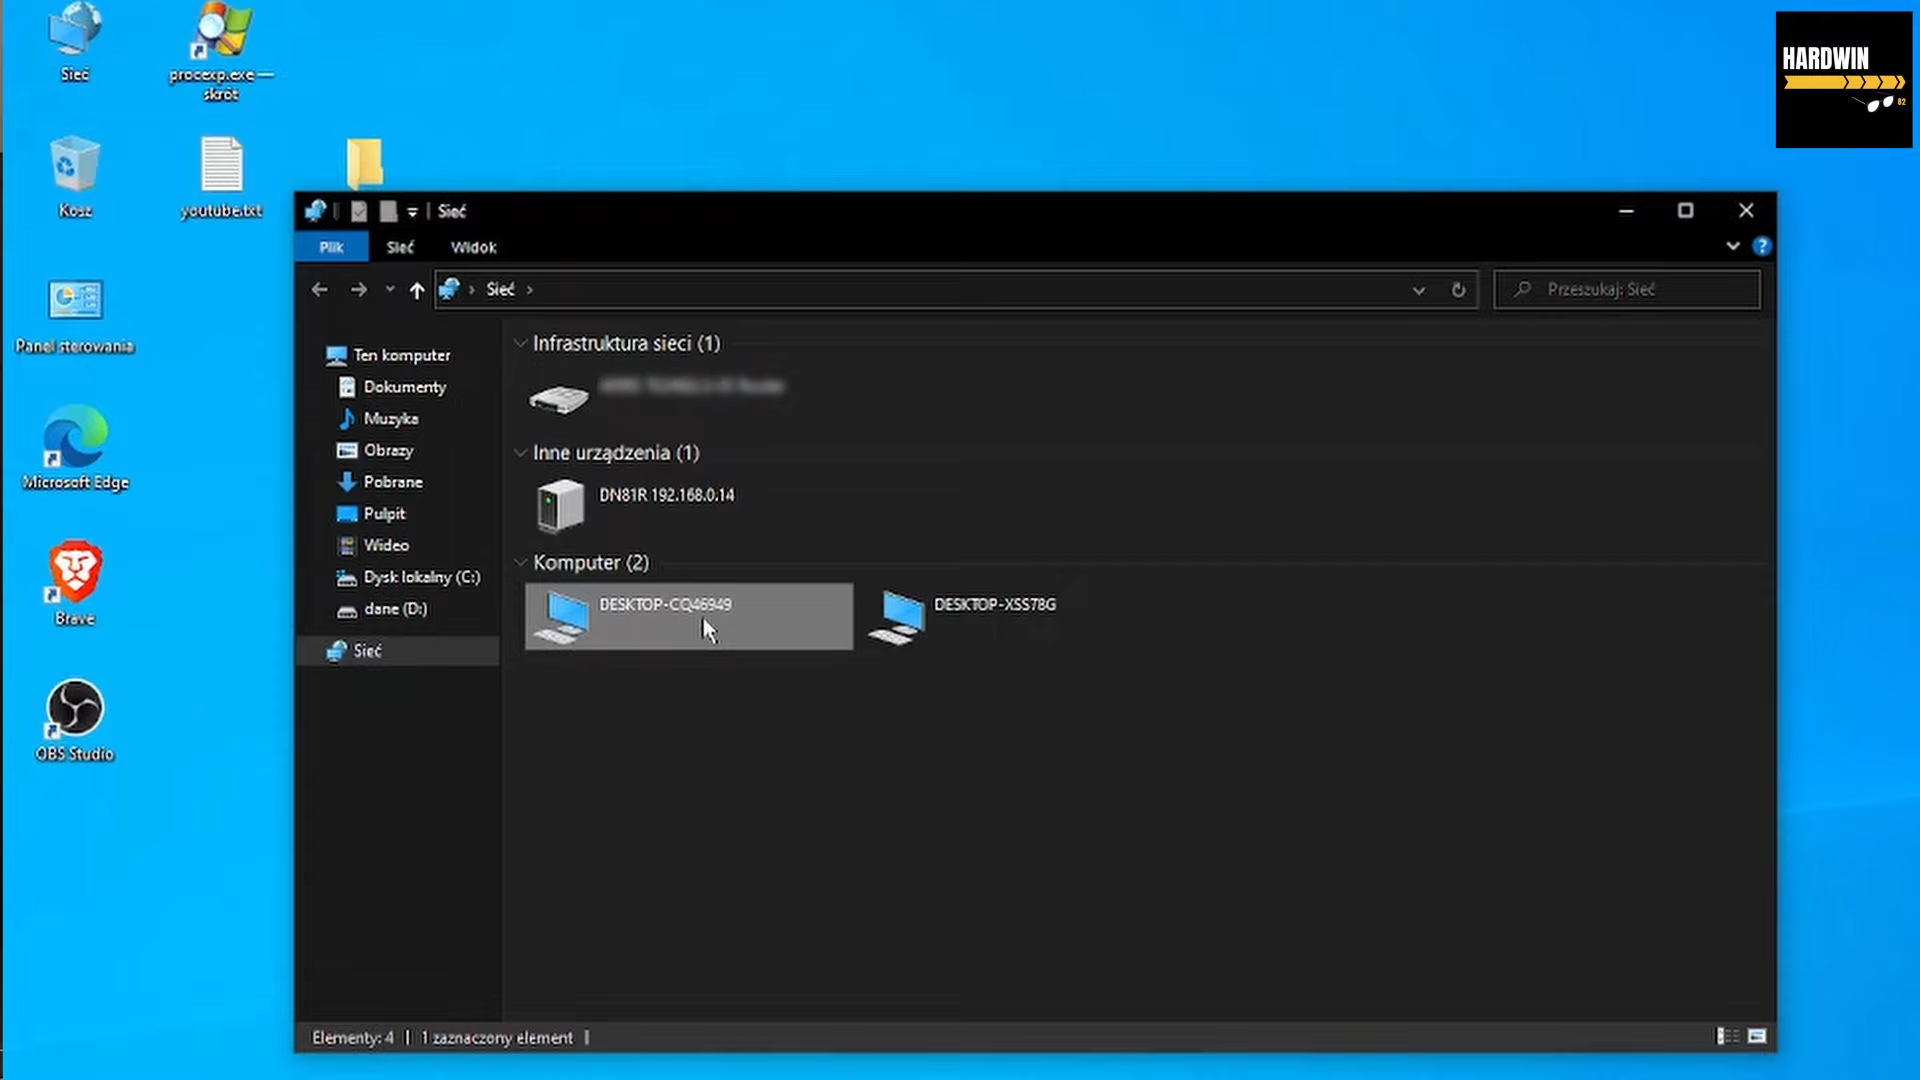 Sieć
procexp.exe — skrót
HARDWIN
82
Kosz
youtube.txt
Panel sterowania
Microsoft Edge
Brave
OBS Studio
Sieć
Plik
Sieć
Widok
Sieć
Przeszukaj: Sieć
Ten komputer
Dokumenty
Muzyka
Obrazy
Pobrane
Pulpit
Wideo
Dysk lokalny (C:)
dane (D:)
Sieć
Infrastruktura sieci (1)
Inne urządzenia (1)
DN81R 192.168.0.14
Komputer (2)
DESKTOP-CQ46949
DESKTOP-XSS78G
Elementy: 4
1 zaznaczony element